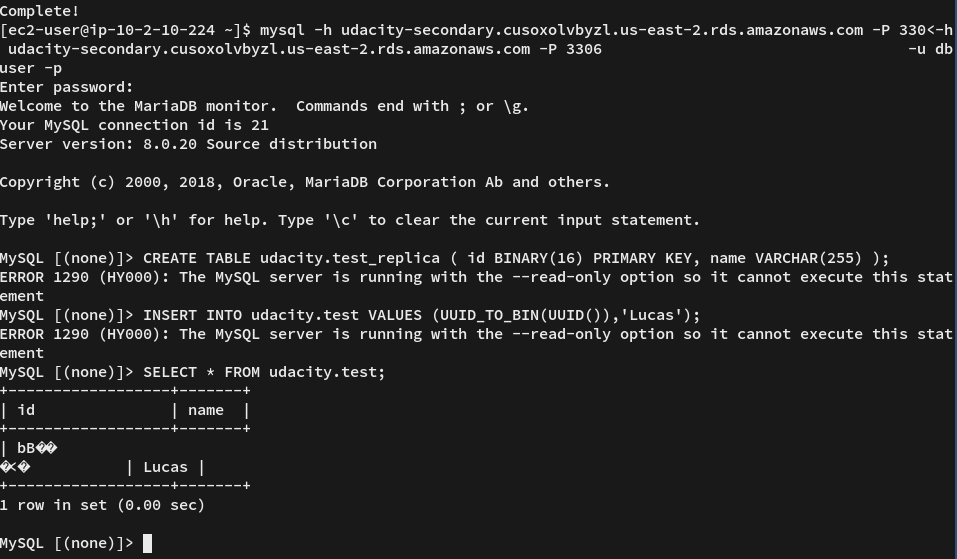 Complete!
[ec2-user@ip-10-2-10-224 ~]$ mysql -h udacity-secondary.cusoxolvbyzl.us-east-2.rds.amazonaws.com -P 330<-h
udacity-secondary.cusoxolvbyzl.us-east-2.rds.amazonaws.com -P 3306 -u db
user -p
Enter password:
Welcome to the MariaDB monitor.  Commands end with ; or \g.
Your MySQL connection id is 21
Server version: 8.0.20 Source distribution
Copyright (c) 2000, 2018, Oracle, MariaDB Corporation Ab and others.
Type 'help;' or '\h' for help. Type '\c' to clear the current input statement.
MySQL [(none)]> CREATE TABLE udacity.test_replica ( id BINARY(16) PRIMARY KEY, name VARCHAR(255) );
ERROR 1290 (HY000): The MySQL server is running with the --read-only option so it cannot execute this stat
ement
MySQL [(none)]> INSERT INTO udacity.test VALUES (UUID_TO_BIN(UUID()),'Lucas');
ERROR 1290 (HY000): The MySQL server is running with the --read-only option so it cannot execute this stat
ement
MySQL [(none)]> SELECT * FROM udacity.test;
+------------------+-------+
| id               | name  |
+------------------+-------+
| bB��
�<�           | Lucas |
+------------------+-------+
1 row in set (0.00 sec)
MySQL [(none)]>